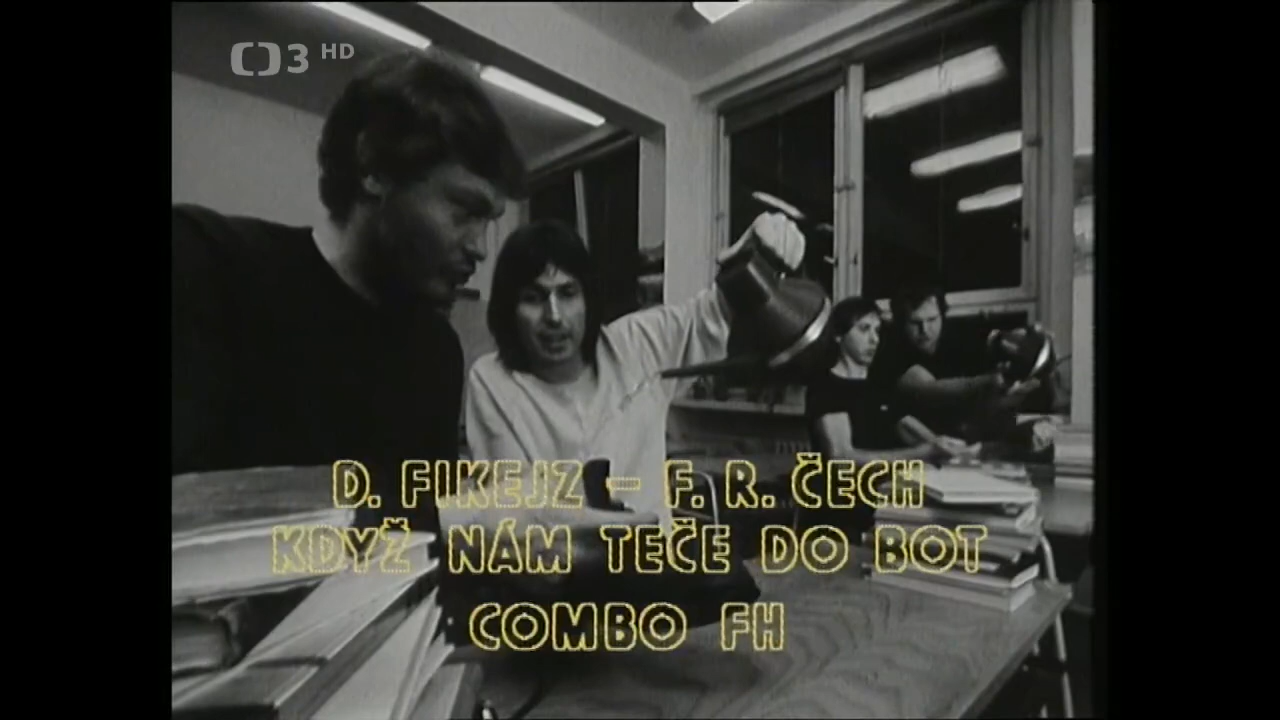 ČT3 HD
D. FIKEJZ - F. R. ČECH
KDYŽ NÁM TEČE DO BOT
COMBO FH